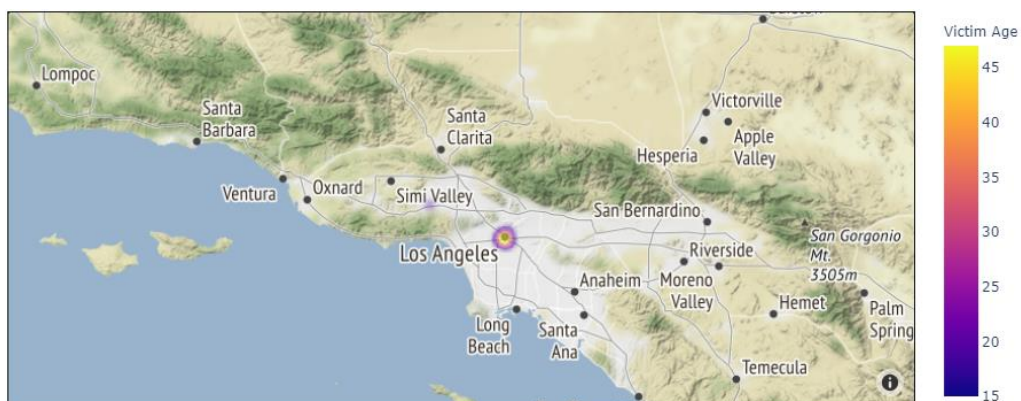 Victim Age
Lompoc
Santa
Barbara
Santa
Clarita
Victorville
Apple
Valley
Hesperia
Ventura
Oxnard
Simi Valley
San Bernardino
Los Angeles
San Gorgonio
Mt.
3505m
Riverside
Moreno
Valley
Anaheim
Hemet
Palm
Spring
Long
Beach
Santa
Ana
Temecula
45
40
35
30
25
20
15